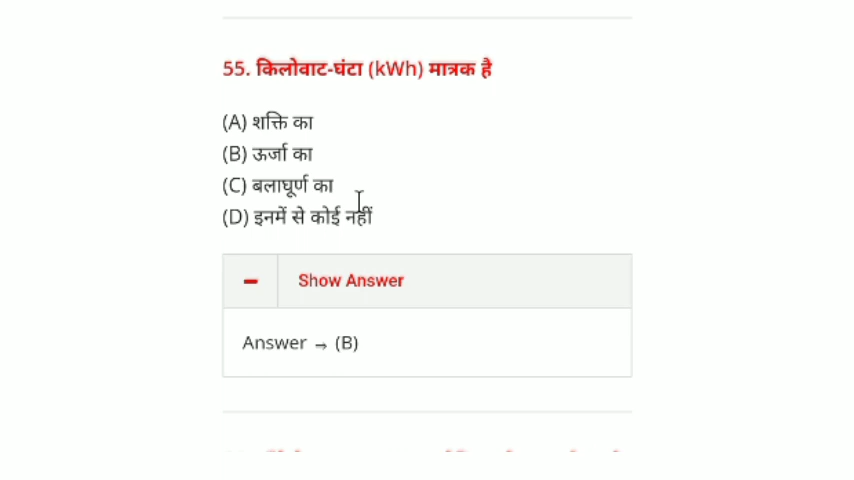 55. किलोवाट-घंटा (kWh) मात्रक है
(A) शक्ति का
(B) ऊर्जा का
(C) बलाघूर्ण का
(D) इनमें से कोई नहीं
Show Answer
Answer → (B)